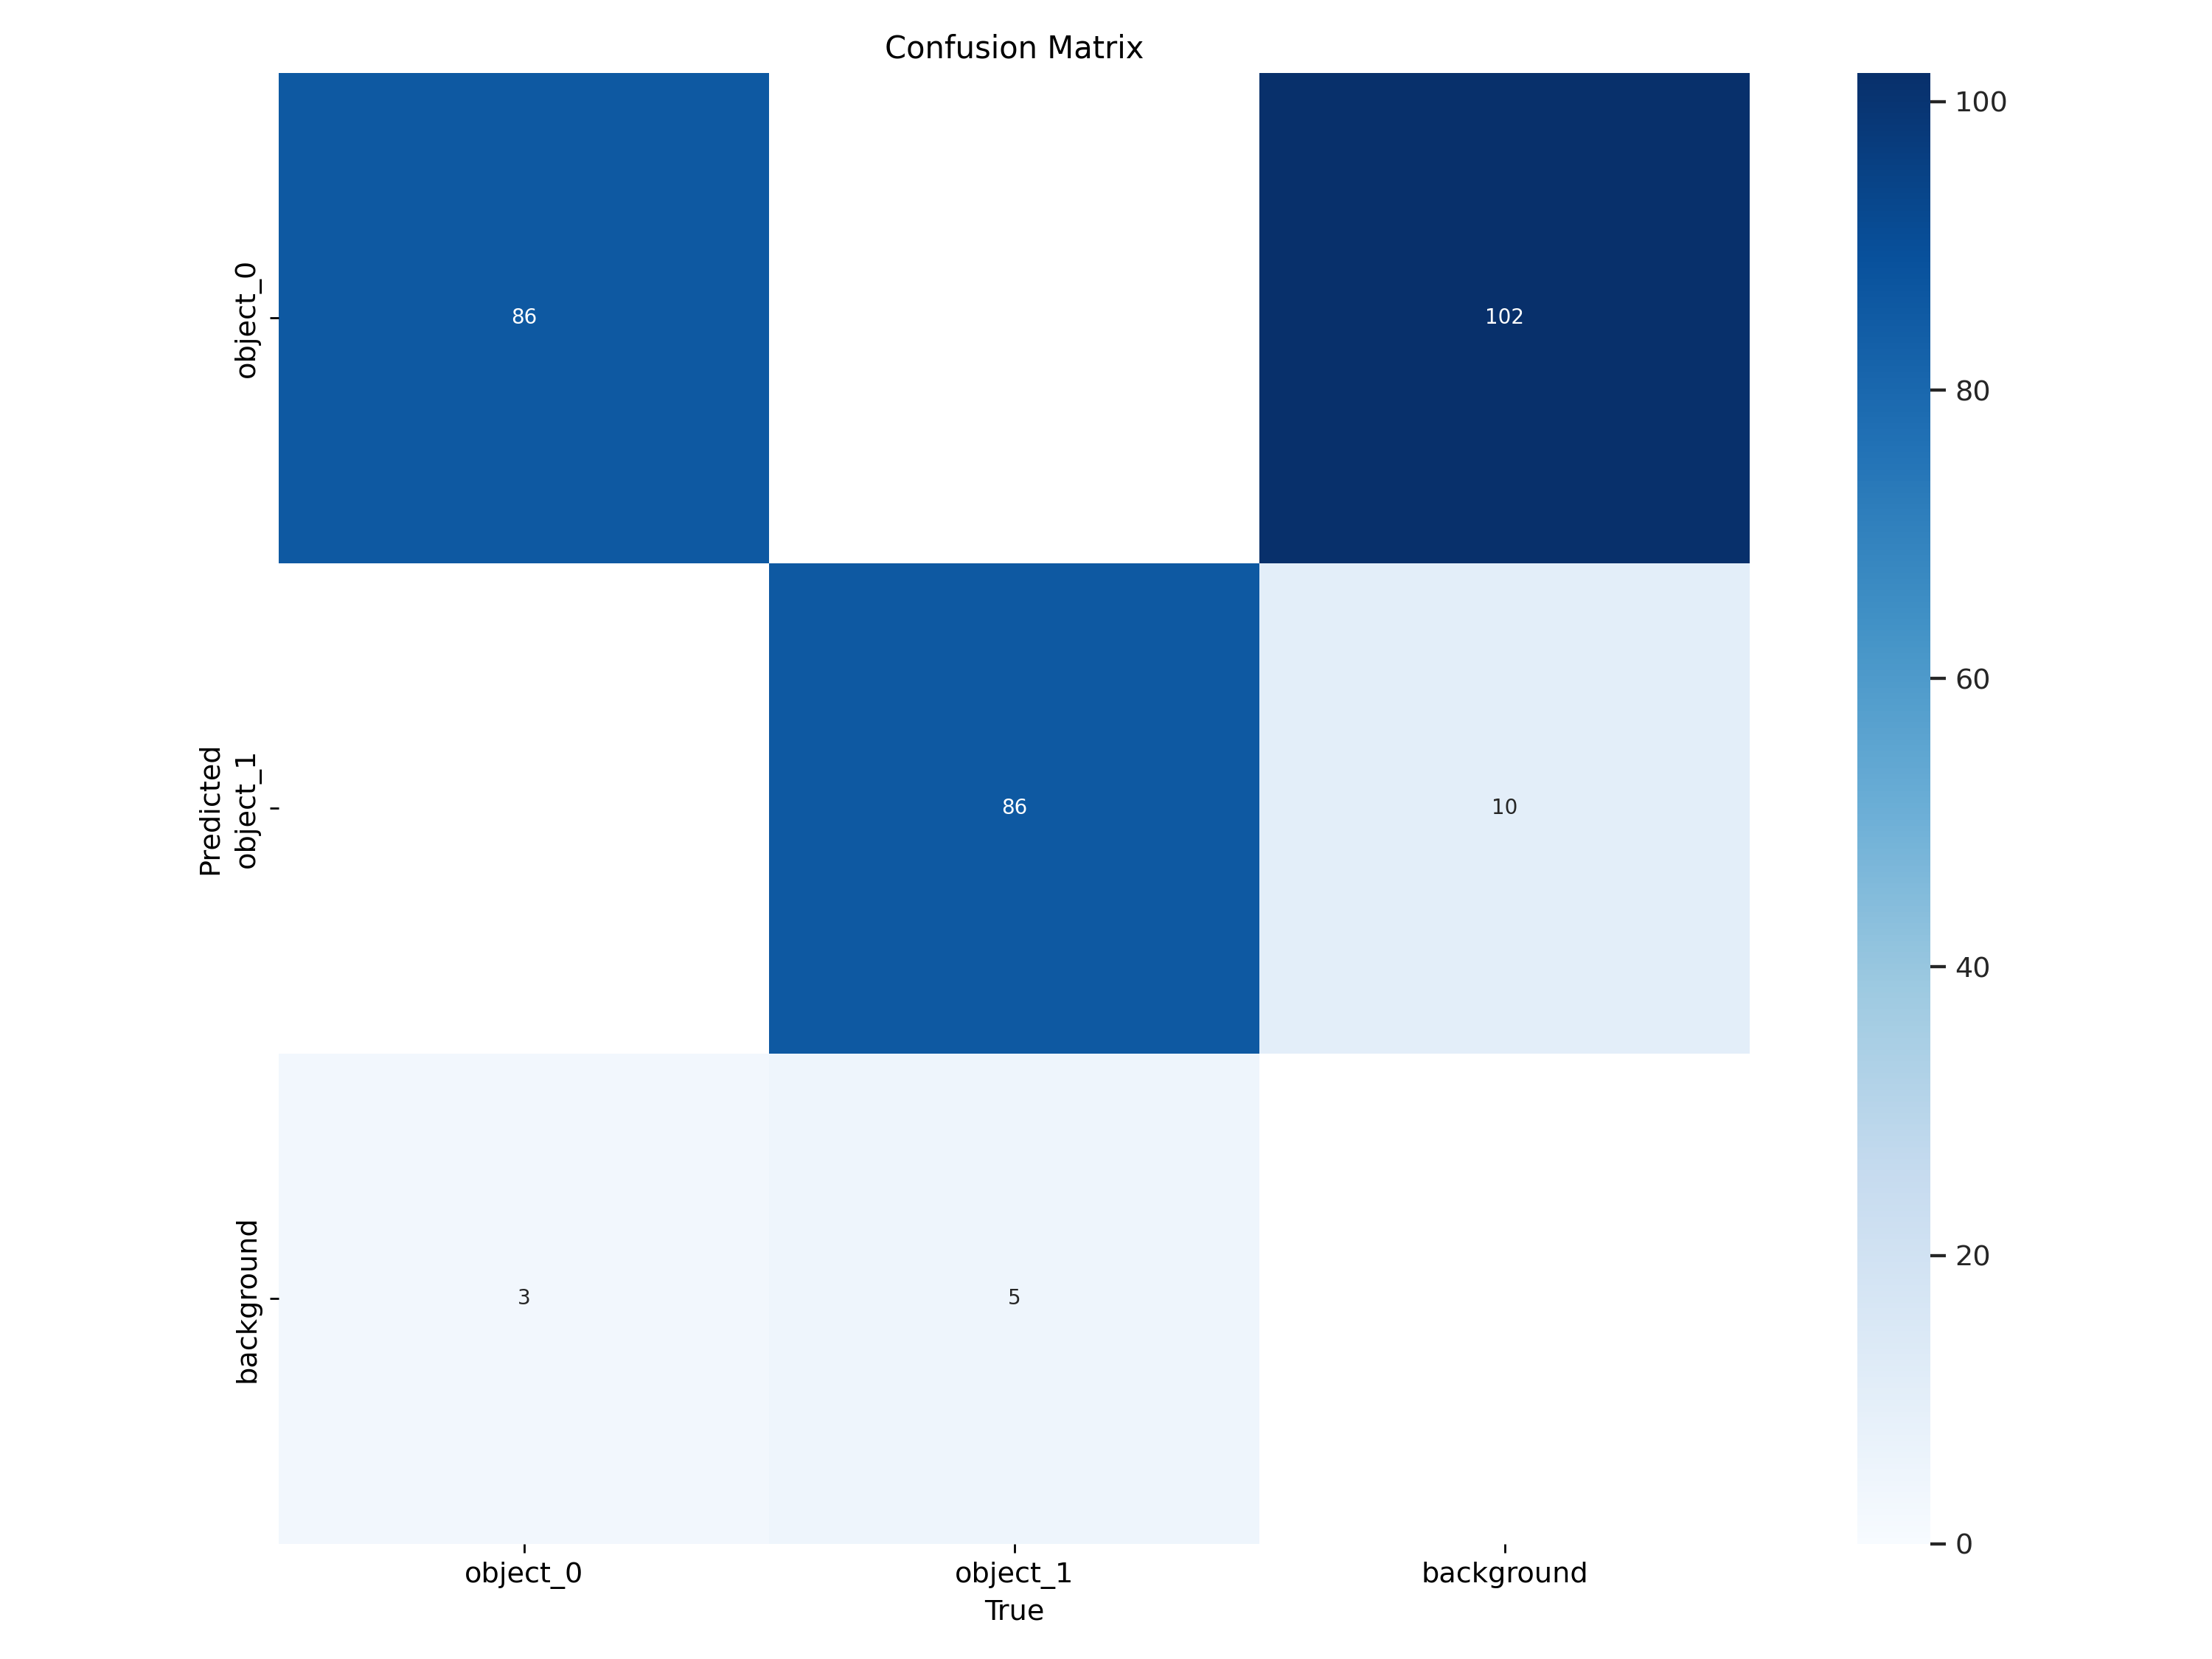 Confusion Matrix
object_0
86
102
100
80
60
40
20
0
Predicted
object_1
86
10
background
3
5
object_0
object_1
background
True